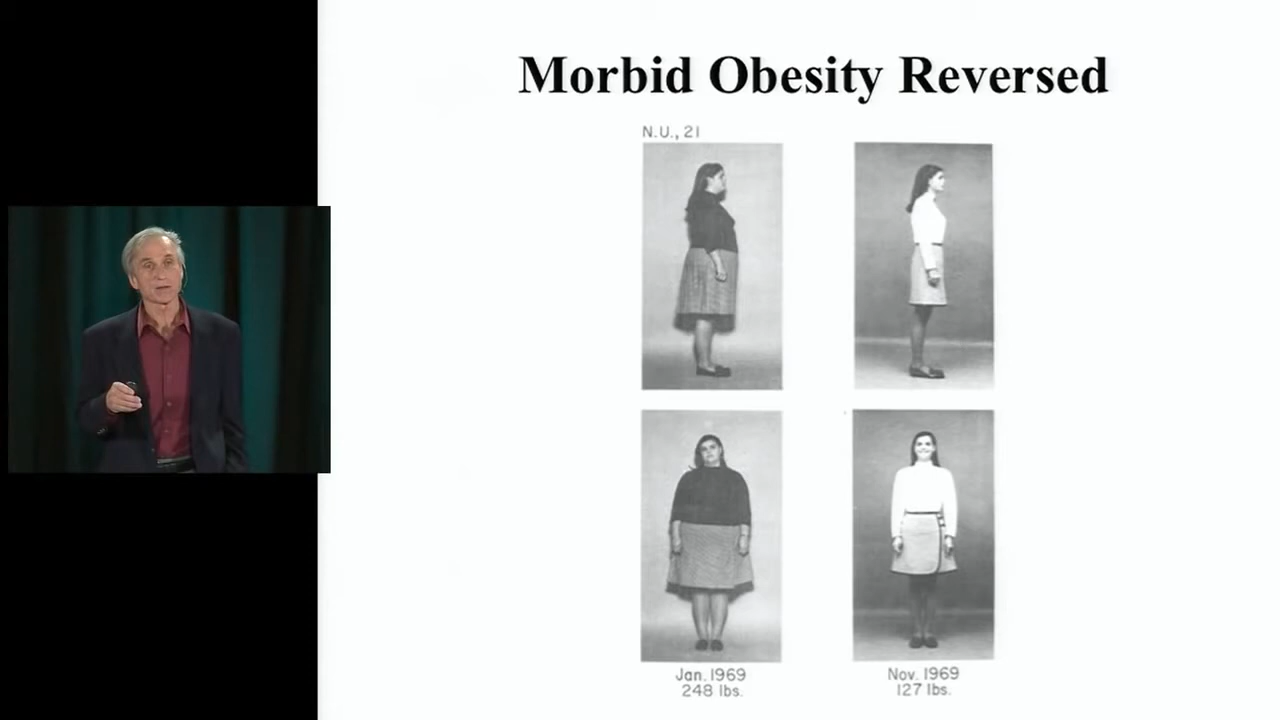 Morbid Obesity Reversed
N.U., 21
Jan. 1969
248 lbs.
Nov. 1969
127 lbs.